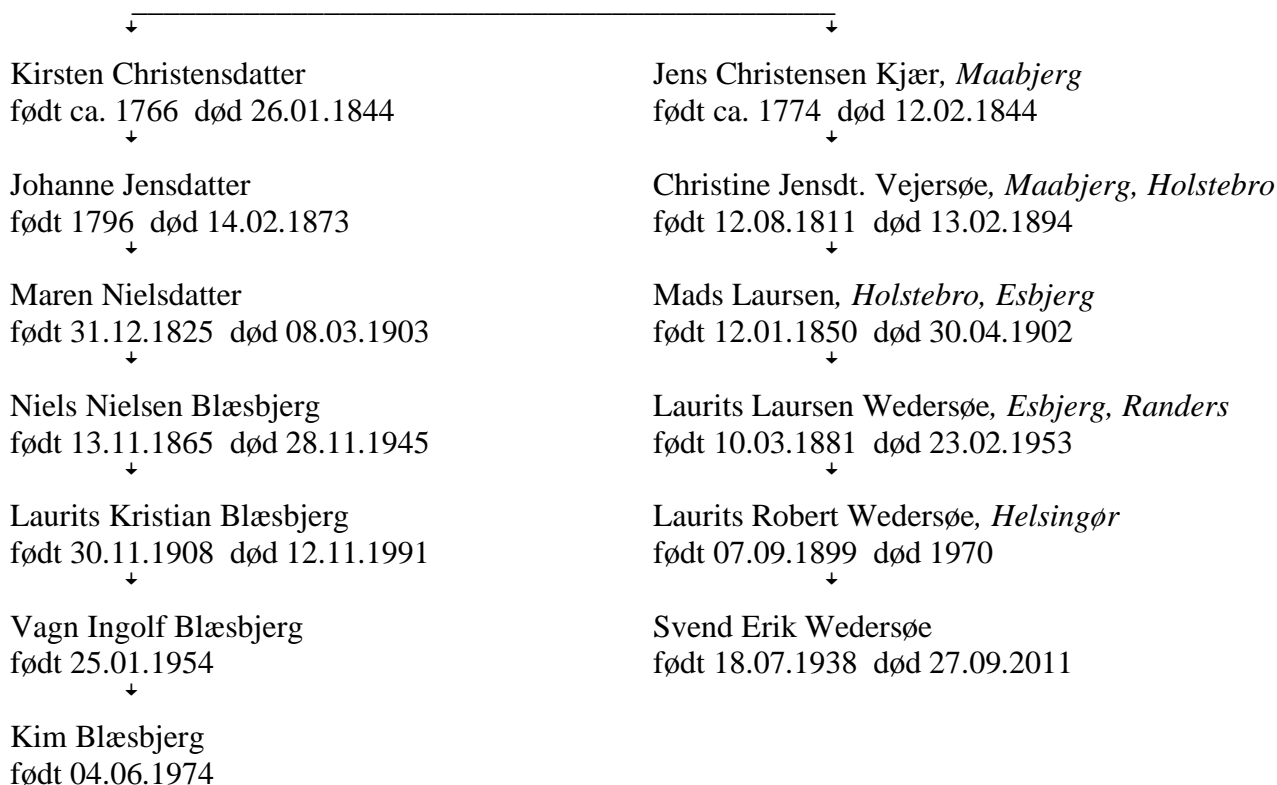 Kirsten Christensdatter
født ca. 1766 død 26.01.1844
Johanne Jensdatter
født 1796 død 14.02.1873
Maren Nielsdatter
født 31.12.1825 død 08.03.1903
Niels Nielsen Blæsbjerg
født 13.11.1865 død 28.11.1945
Laurits Kristian Blæsbjerg
født 30.11.1908 død 12.11.1991
Vagn Ingolf Blæsbjerg
født 25.01.1954
Kim Blæsbjerg
født 04.06.1974
Jens Christensen Kjær, Maabjerg
født ca. 1774 død 12.02.1844
Christine Jensdt. Vejersøe, Maabjerg, Holstebro
født 12.08.1811 død 13.02.1894
Mads Laursen, Holstebro, Esbjerg
født 12.01.1850 død 30.04.1902
Laurits Laursen Wedersøe, Esbjerg, Randers
født 10.03.1881 død 23.02.1953
Laurits Robert Wedersøe, Helsingør
født 07.09.1899 død 1970
Svend Erik Wedersøe
født 18.07.1938 død 27.09.2011